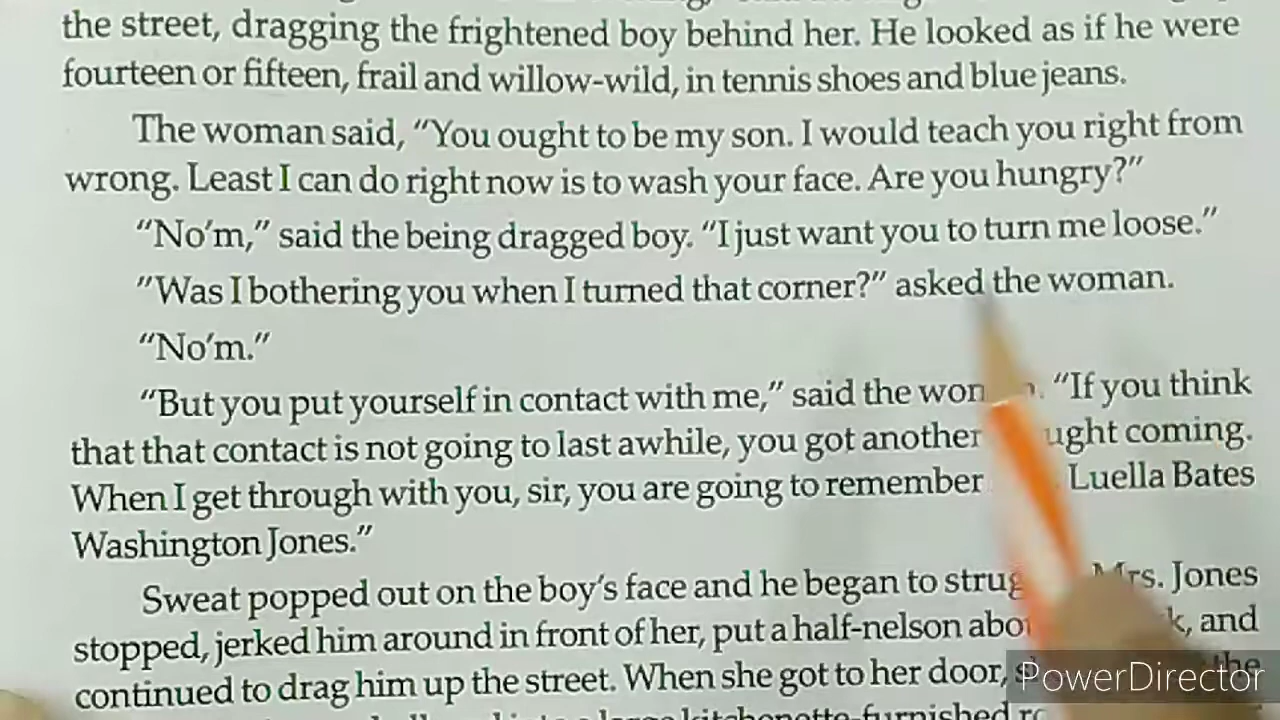 the street, dragging the frightened boy behind her. He looked as if he were
fourteen or fifteen, frail and willow-wild, in tennis shoes and blue jeans.
The woman said, “You ought to be my son. I would teach you right from
wrong. Least I can do right now is to wash your face. Are you hungry?”
“No’m,” said the being dragged boy. “I just want you to turn me loose.”
“Was I bothering you when I turned that corner?” asked the woman.
“No’m.”
“But you put yourself in contact with me,” said the “If you think
that that contact is not going to last awhile, you got another coming.
When I get through with you, sir, you are going to remember Luella Bates
Washington Jones.”
Sweat popped out on the boy’s face and he began to Mrs. Jones
stopped, jerked him around in front of her, put a half-nelson and
continued to drag him up the street. When she got to her door, the
PowerDirector